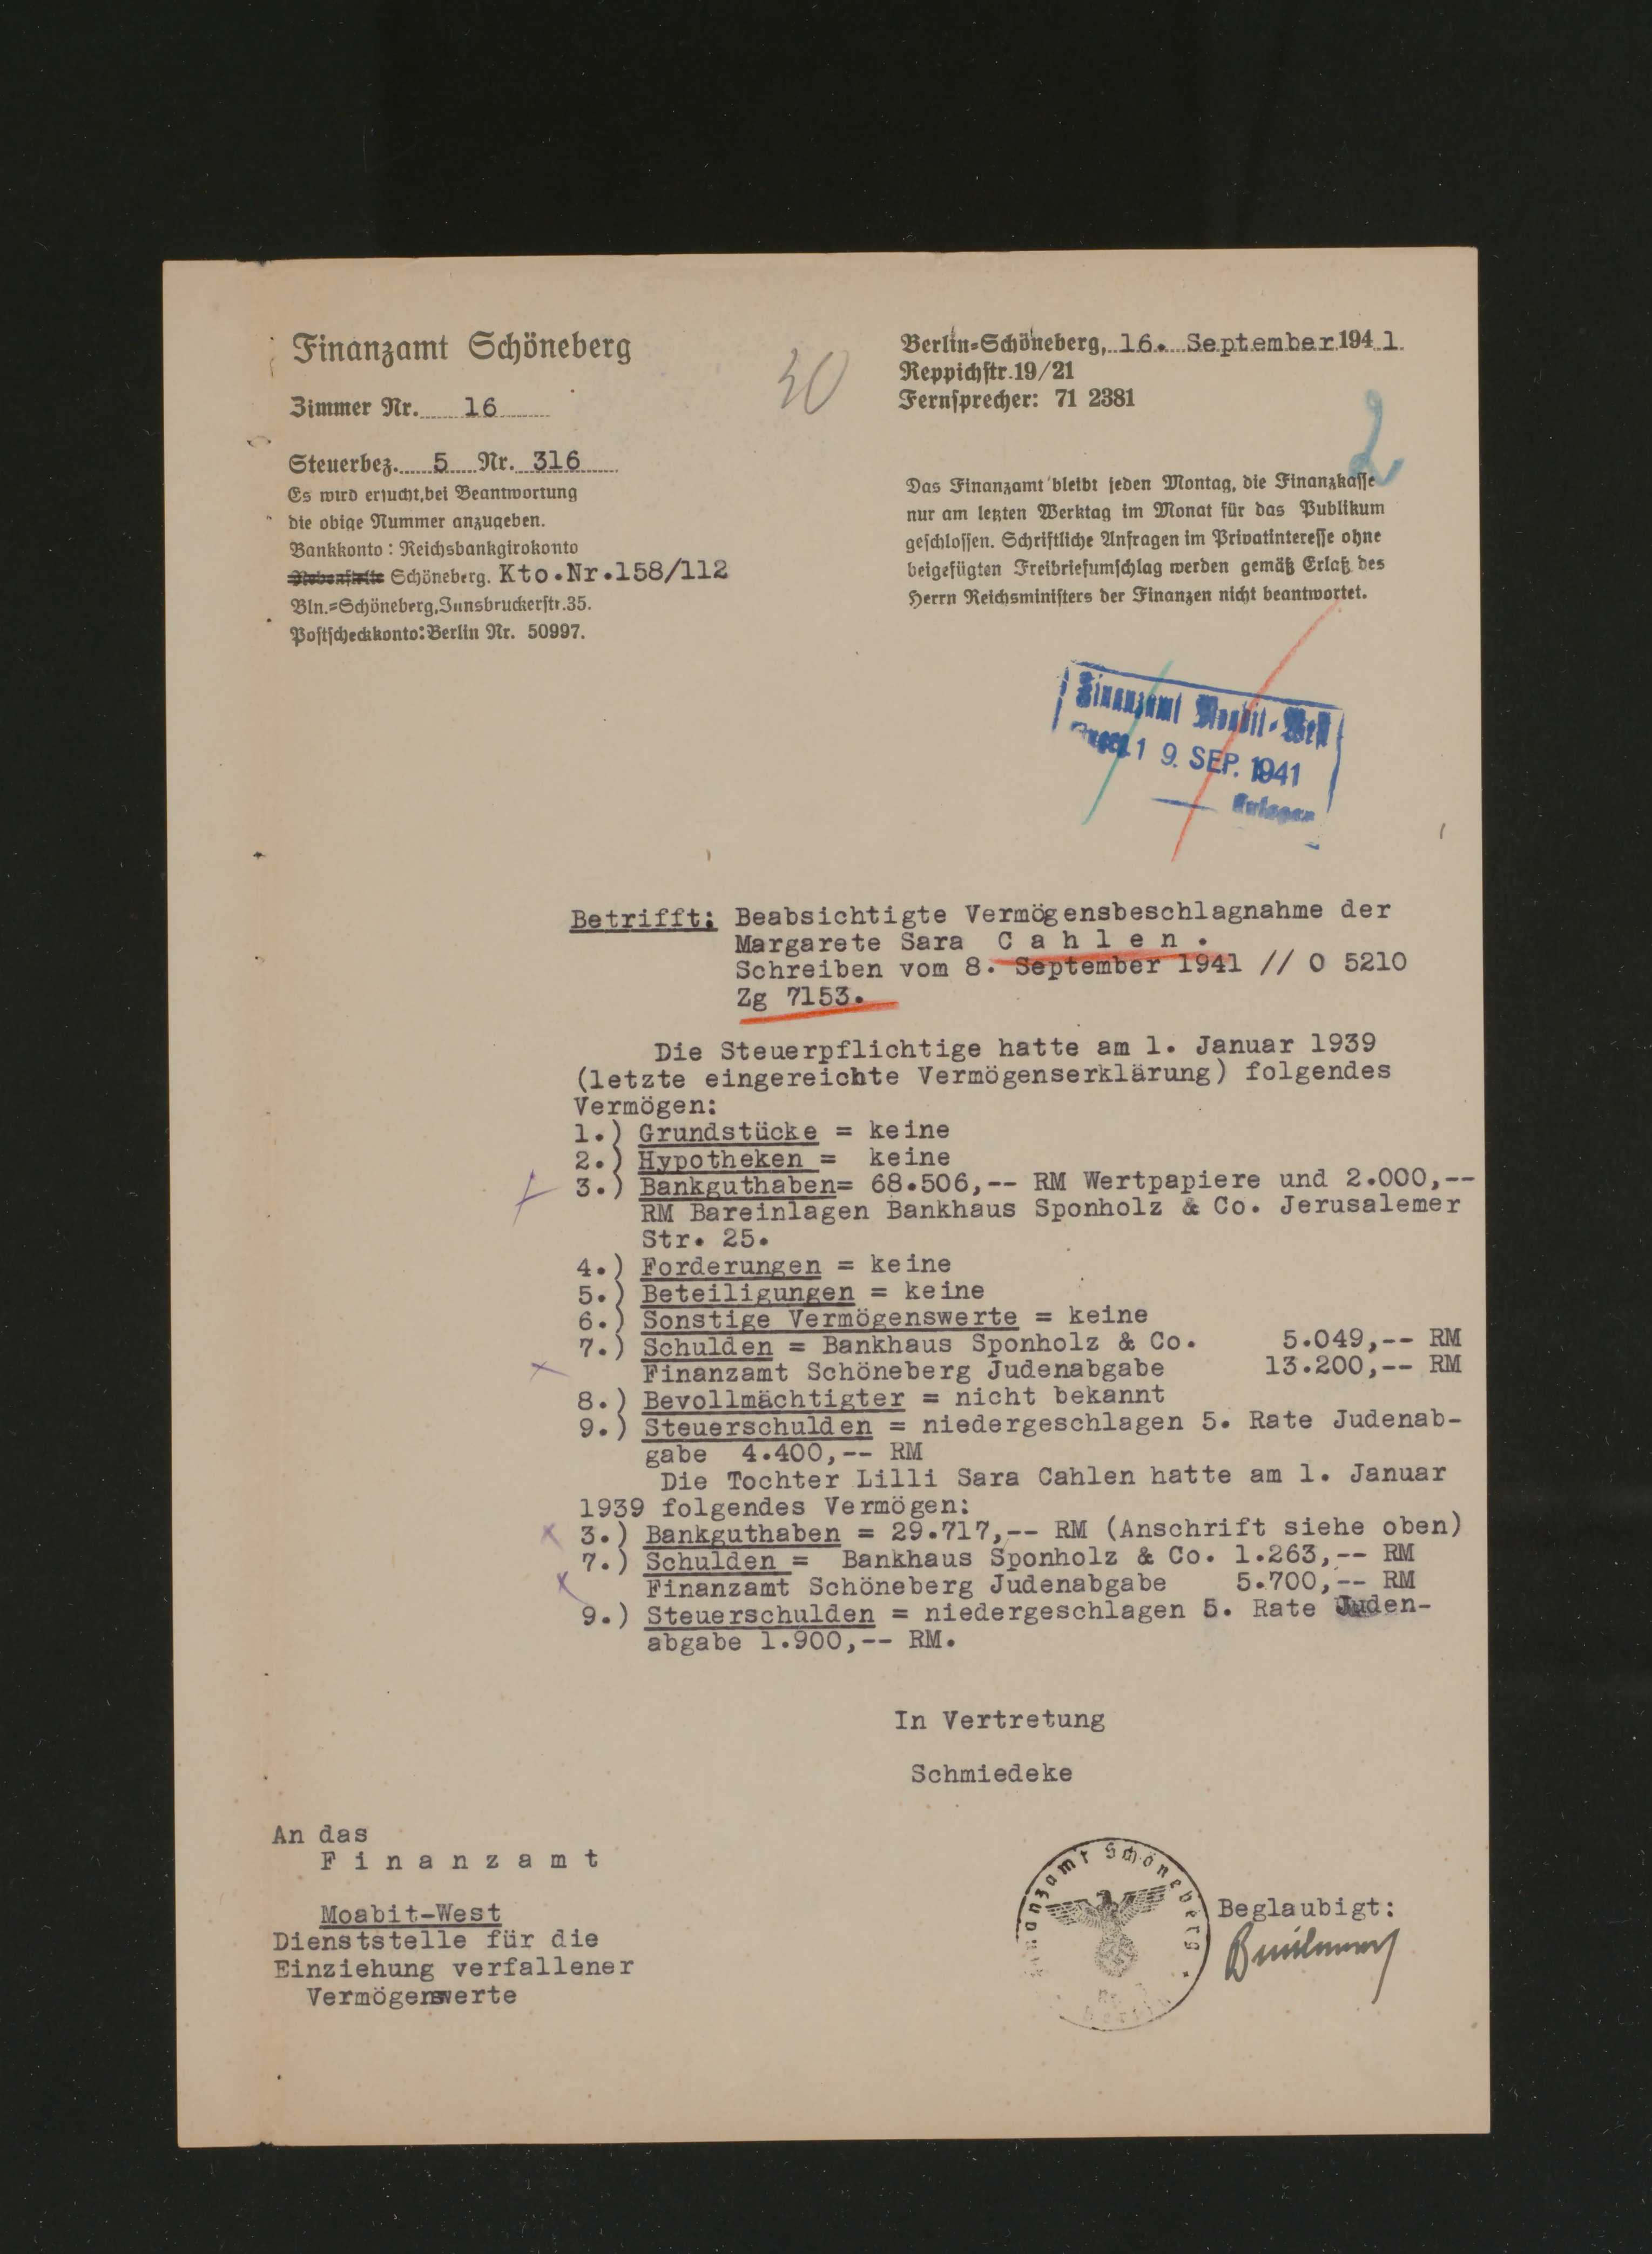 Finanzamt Schöneberg
Zimmer Nr. 16
Steuerbez. 5 Nr. 316
Es wird ersucht, bei Beantwortung
die obige Nummer anzugeben.
Bankkonto: Reichsbankgirokonto
Nebenstelle Schöneberg. Kto.Nr.158/112
Bln.=Schöneberg, Innsbruckerstr. 35.
Postscheckkonto: Berlin Nr. 50997.
30
Berlin=Schöneberg, 16. September 1941.
Reppichstr. 19/21
Fernsprecher: 71 2381
2
Das Finanzamt bleibt jeden Montag, die Finanzkasse
nur am letzten Werktag im Monat für das Publikum
geschlossen. Schriftliche Anfragen im Privatinteresse ohne
beigefügten Freibriefumschlag werden gemäß Erlaß des
Herrn Reichsministers der Finanzen nicht beantwortet.
Finanzamt Moabit-West
Eingeg. 19. SEP. 1941
Anlagen
Betrifft: Beabsichtigte Vermögensbeschlagnahme der
Margarete Sara C a h l e n .
Schreiben vom 8. September 1941 // O 5210
Zg 7153.
Die Steuerpflichtige hatte am 1. Januar 1939
(letzte eingereichte Vermögenserklärung) folgendes
Vermögen:
1.) Grundstücke = keine
2.) Hypotheken = keine
3.) Bankguthaben= 68.506,-- RM Wertpapiere und 2.000,--
RM Bareinlagen Bankhaus Sponholz & Co. Jerusalemer
Str. 25.
4.) Forderungen = keine
5.) Beteiligungen = keine
6.) Sonstige Vermögenswerte = keine
7.) Schulden = Bankhaus Sponholz & Co. 5.049,-- RM
Finanzamt Schöneberg Judenabgabe 13.200,-- RM
8.) Bevollmächtigter = nicht bekannt
9.) Steuerschulden = niedergeschlagen 5. Rate Judenab-
gabe 4.400,-- RM
Die Tochter Lilli Sara Cahlen hatte am 1. Januar
1939 folgendes Vermögen:
3.) Bankguthaben = 29.717,-- RM (Anschrift siehe oben)
7.) Schulden = Bankhaus Sponholz & Co. 1.263,-- RM
Finanzamt Schöneberg Judenabgabe 5.700,-- RM
9.) Steuerschulden = niedergeschlagen 5. Rate Juden-
abgabe 1.900,-- RM.
In Vertretung
Schmiedeke
An das
F i n a n z a m t
Moabit-West
Dienststelle für die
Einziehung verfallener
Vermögenswerte
Finanzamt Schöneberg
Beglaubigt: